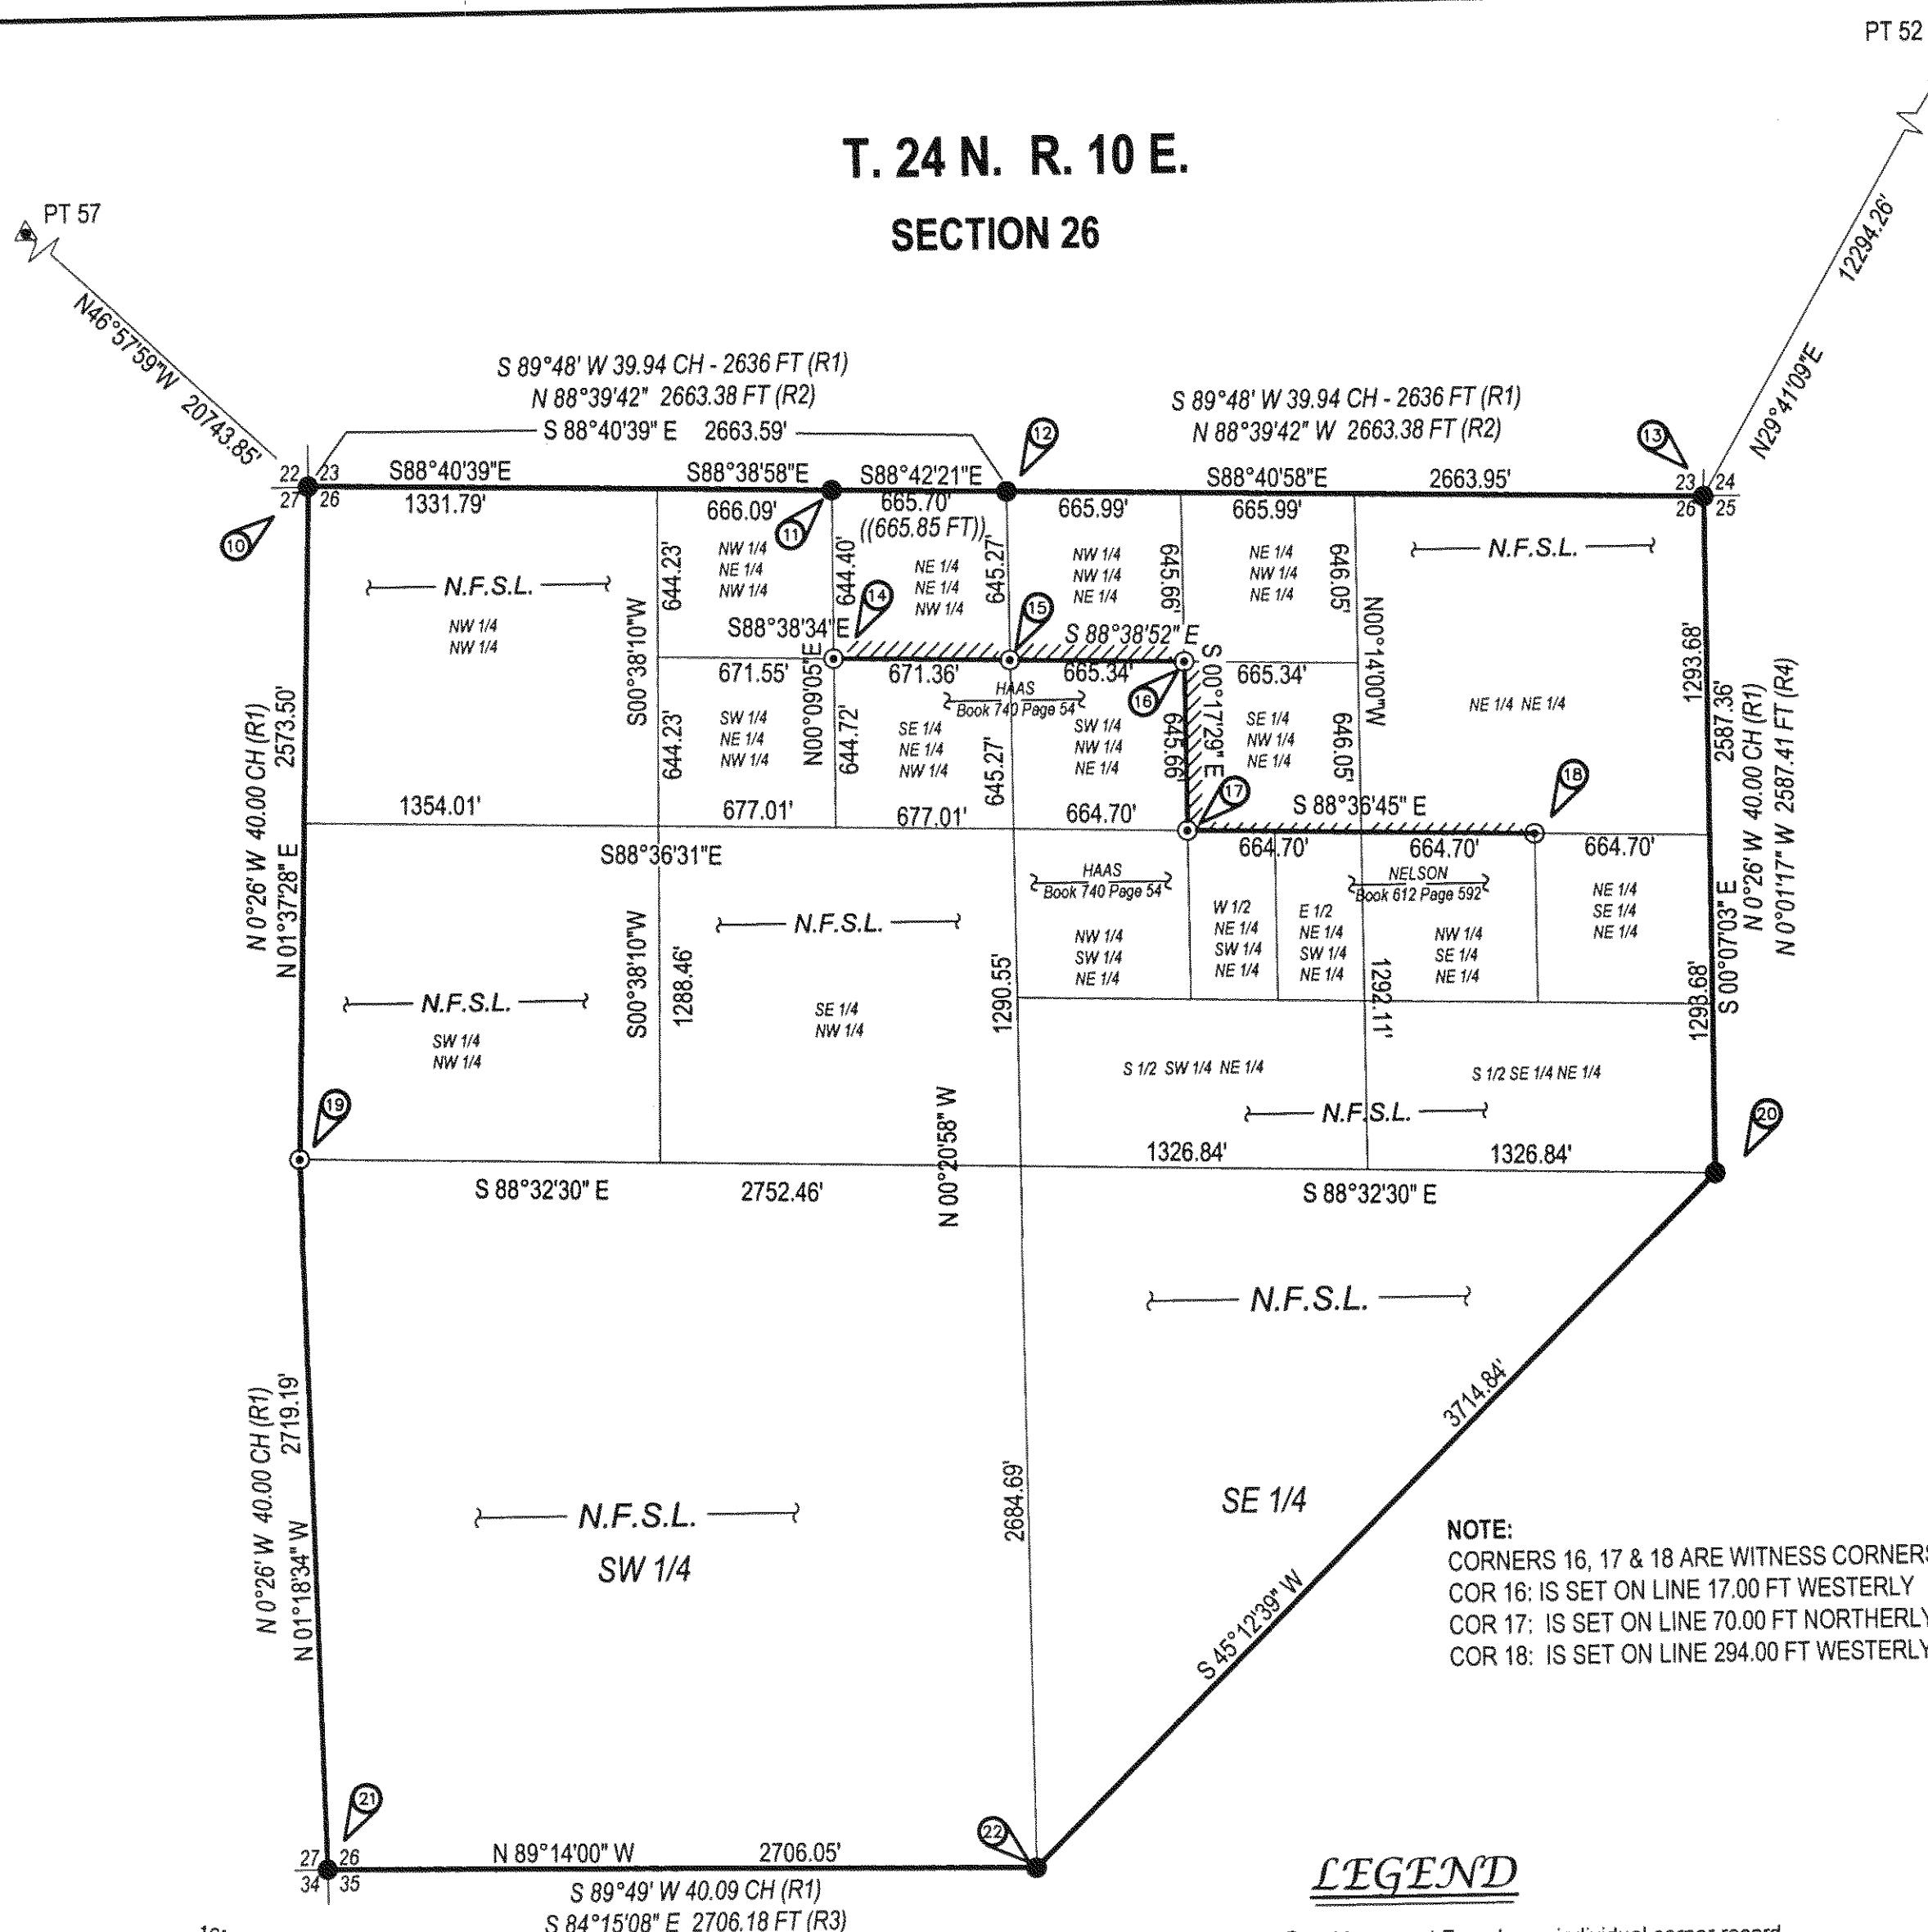 PT 52
T. 24 N. R. 10 E.
SECTION 26
PT 57
N46°57'59"W 20743.85'
12294.26'
N29°41'09"E
S 89°48' W 39.94 CH - 2636 FT (R1)
N 88°39'42" 2663.38 FT (R2)
S 88°40'39" E 2663.59'
S 89°48' W 39.94 CH - 2636 FT (R1)
N 88°39'42" W 2663.38 FT (R2)
12
13
22 23
27 26
S88°40'39"E
1331.79'
S88°38'58"E
666.09'
S88°42'21"E
665.70'
((665.85 FT))
S88°40'58"E 2663.95'
665.99'
665.99'
23 24
26 25
10
11
N.F.S.L.
NW 1/4
NW 1/4
644.23'
NW 1/4
NE 1/4
NW 1/4
644.40'
NE 1/4
NE 1/4
NW 1/4
645.27'
NW 1/4
NW 1/4
NE 1/4
645.66'
NE 1/4
NW 1/4
NE 1/4
646.05'
N.F.S.L.
14
15
S00°38'10"W
S88°38'34"E
S 88°38'52" E
N00°14'00"W
1293.68'
671.55'
N00°09'05"E
671.36'
665.34'
16
S 00°17'29" E
665.34'
HAAS
Book 740 Page 54
NE 1/4 NE 1/4
644.23'
SW 1/4
NE 1/4
NW 1/4
644.72'
SE 1/4
NE 1/4
NW 1/4
645.27'
SW 1/4
NW 1/4
NE 1/4
645.66'
SE 1/4
NW 1/4
NE 1/4
646.05'
N 0°26' W 40.00 CH (R1)
N 01°37'28" E 2573.50'
2587.36'
N 0°26' W 40.00 CH (R1)
N 0°01'17" W 2587.41 FT (R4)
17
18
1354.01'
677.01'
677.01'
664.70'
S 88°36'45" E
664.70'
664.70'
664.70'
S88°36'31"E
HAAS
Book 740 Page 54
NELSON
Book 612 Page 592
NW 1/4
SW 1/4
NE 1/4
W 1/2
NE 1/4
SW 1/4
NE 1/4
E 1/2
NE 1/4
SW 1/4
NE 1/4
NW 1/4
SE 1/4
NE 1/4
NE 1/4
SE 1/4
NE 1/4
S 00°07'03" E
1293.68'
N.F.S.L.
SW 1/4
NW 1/4
S00°38'10"W
1288.46'
N.F.S.L.
SE 1/4
NW 1/4
1290.55'
1292.11'
S 1/2 SW 1/4 NE 1/4
S 1/2 SE 1/4 NE 1/4
N.F.S.L.
19
20
N 00°20'58" W
1326.84'
1326.84'
S 88°32'30" E 2752.46'
S 88°32'30" E
N.F.S.L.
N 0°26' W 40.00 CH (R1)
N 01°18'34" W 2719.19'
2684.69'
3714.84'
S 45°12'39" W
SE 1/4
N.F.S.L.
SW 1/4
NOTE:
CORNERS 16, 17 & 18 ARE WITNESS CORNERS
COR 16: IS SET ON LINE 17.00 FT WESTERLY
COR 17: IS SET ON LINE 70.00 FT NORTHERLY
COR 18: IS SET ON LINE 294.00 FT WESTERLY
21
22
27 26
34 35
N 89°14'00" W 2706.05'
S 89°49' W 40.09 CH (R1)
S 84°15'08" E 2706.18 FT (R3)
LEGEND
individual corner record